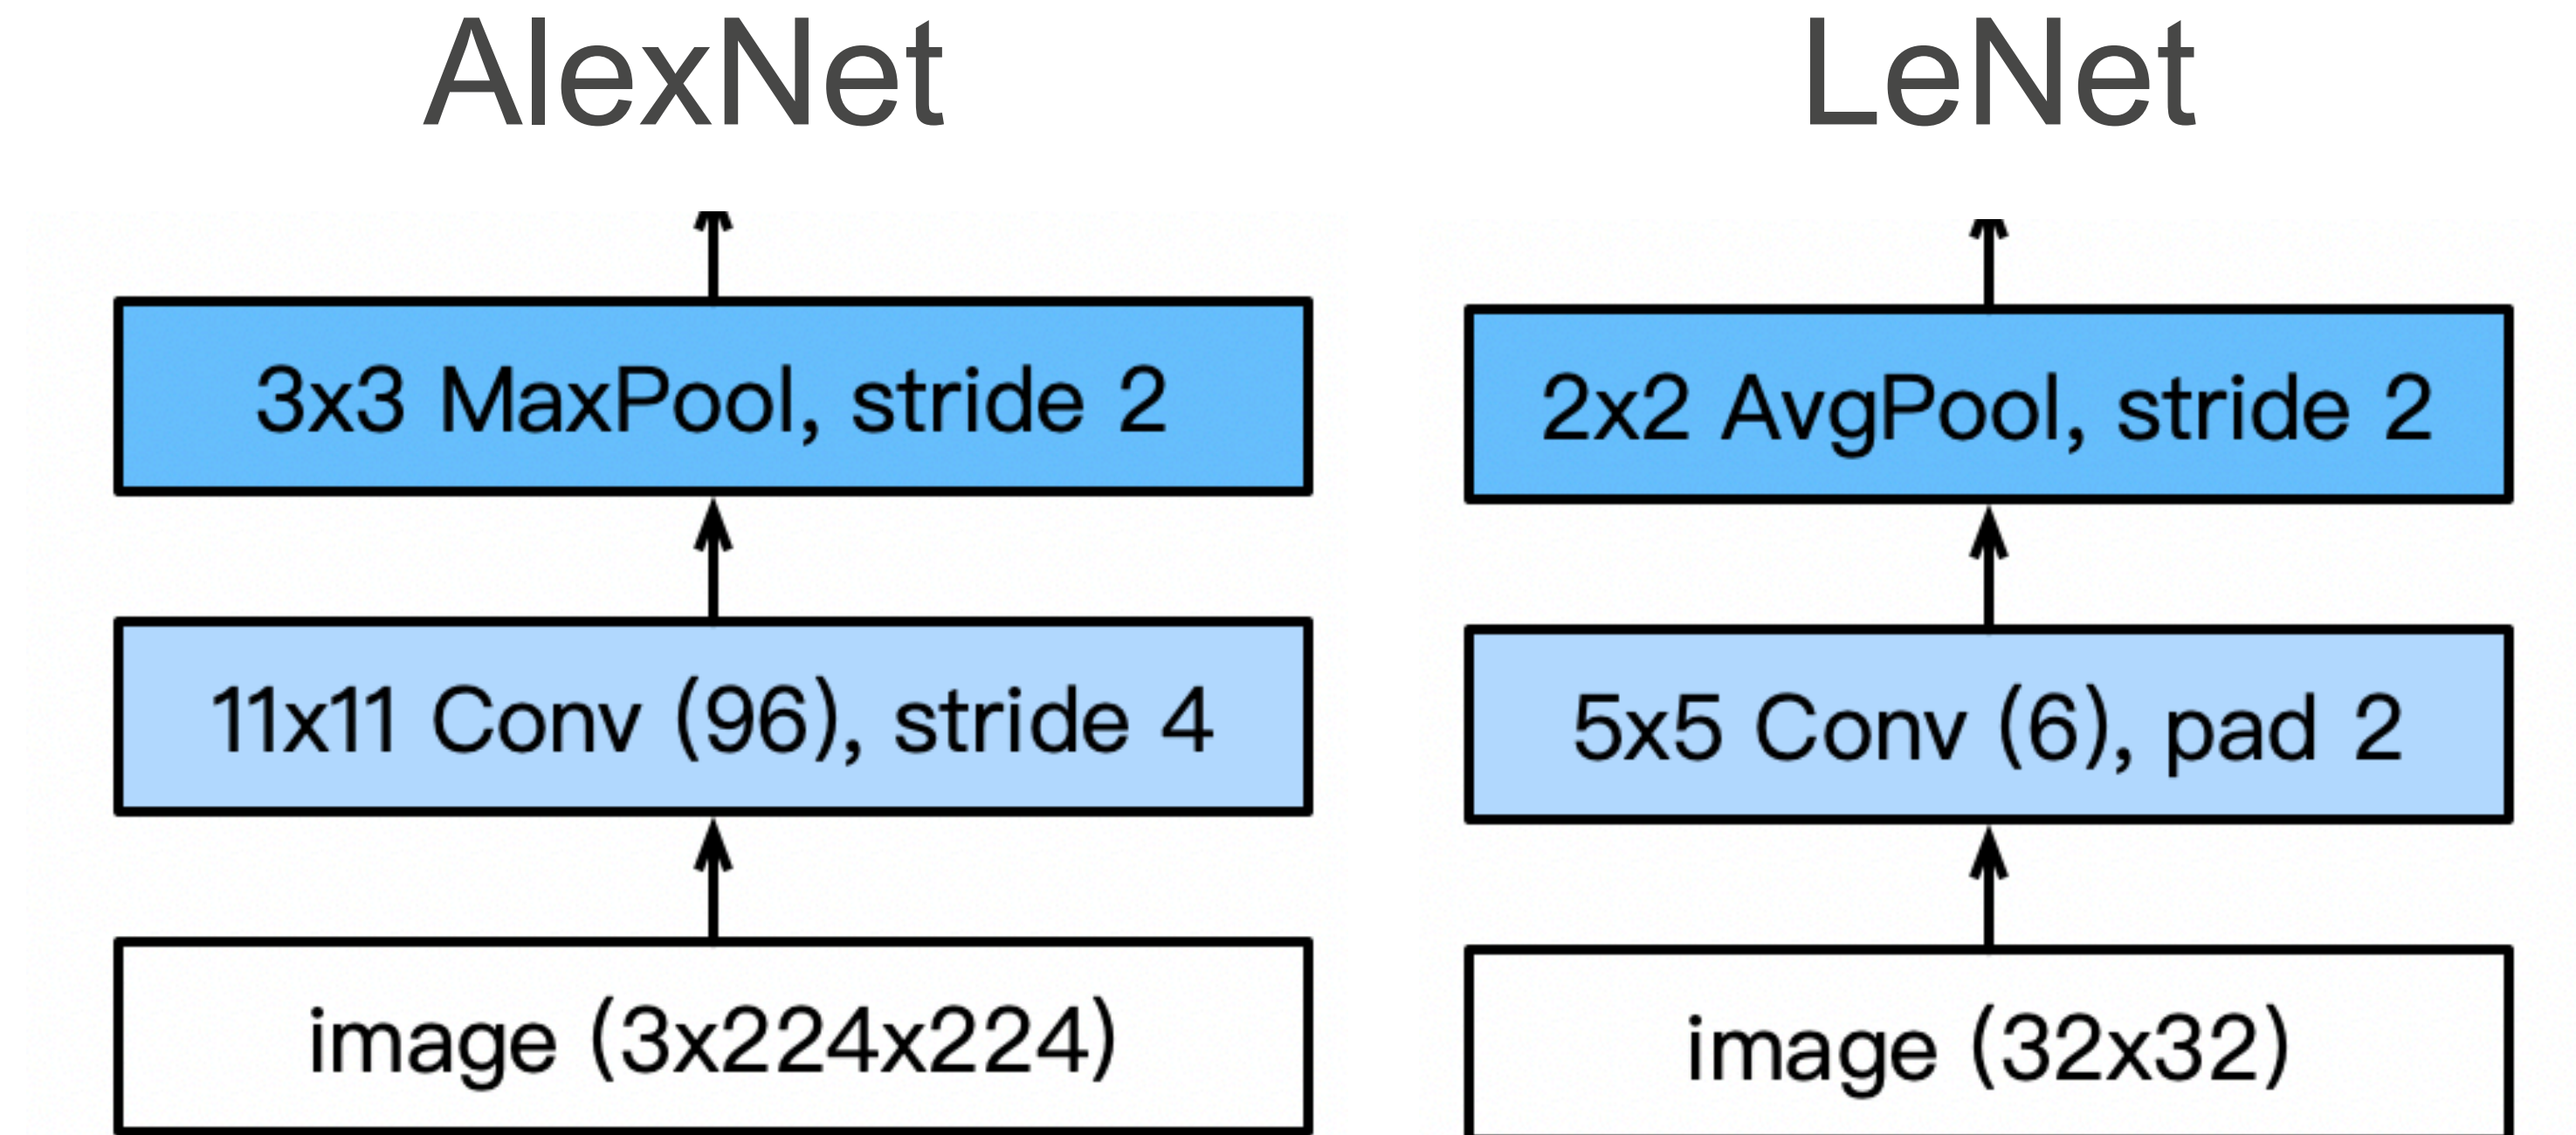 AlexNet
3x3 MaxPool, stride 2
11x11 Conv (96), stride 4
image (3x224x224)
LeNet
2x2 AvgPool, stride 2
5x5 Conv (6), pad 2
image (32x32)